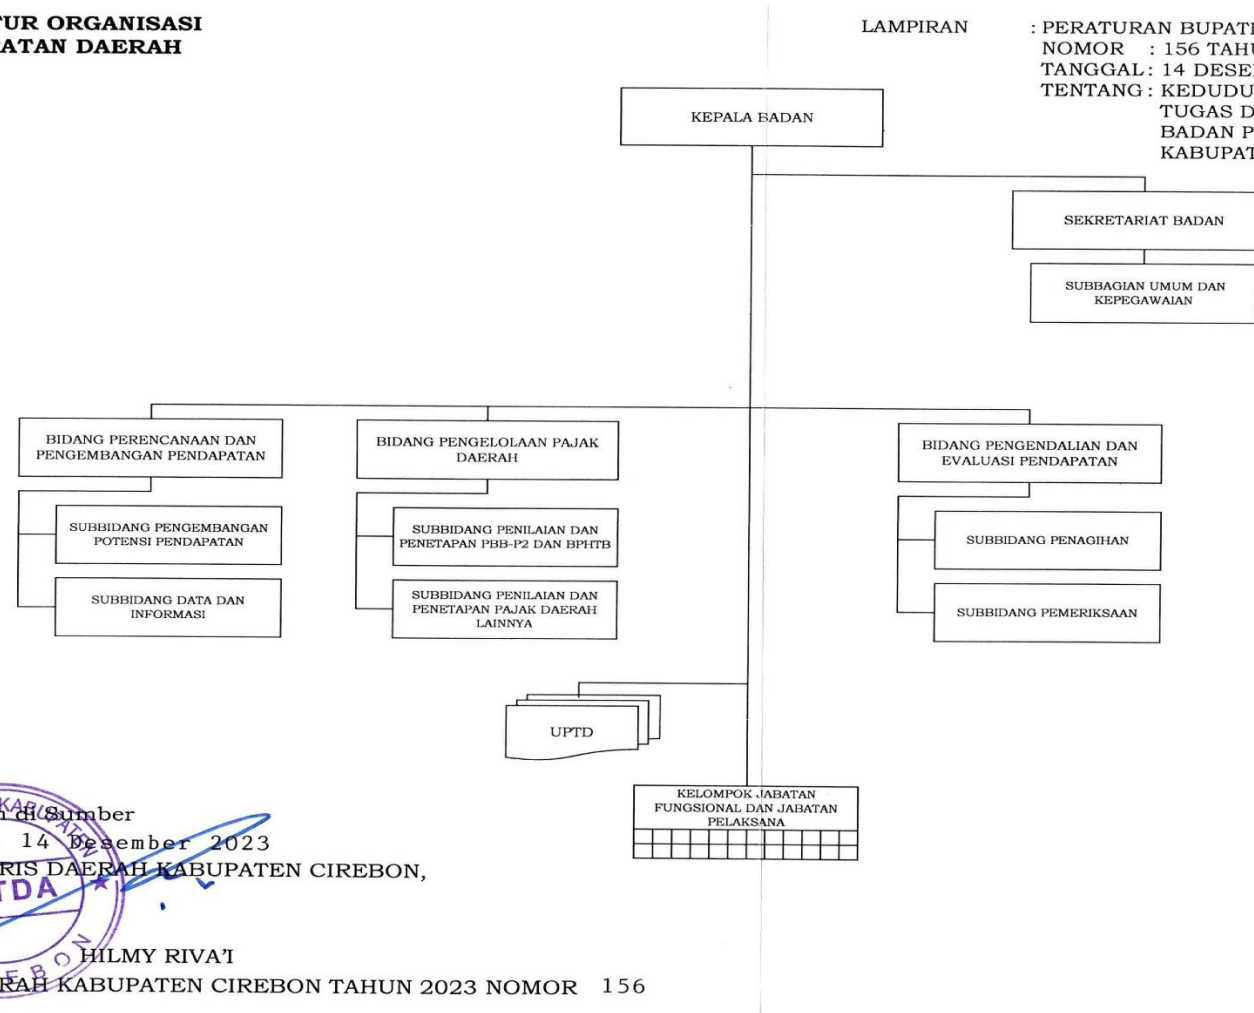 TUR ORGANISASI
ATAN DAERAH
LAMPIRAN : PERATURAN BUPATI
NOMOR : 156 TAHU
TANGGAL : 14 DESE
TENTANG : KEDUDU
TUGAS D
BADAN P
KABUPAT
KEPALA BADAN
SEKRETARIAT BADAN
SUBBAGIAN UMUM DAN
KEPEGAWAIAN
BIDANG PERENCANAAN DAN
PENGEMBANGAN PENDAPATAN
SUBBIDANG PENGEMBANGAN
POTENSI PENDAPATAN
SUBBIDANG DATA DAN
INFORMASI
BIDANG PENGELOLAAN PAJAK
DAERAH
SUBBIDANG PENILAIAN DAN
PENETAPAN PBB-P2 DAN BPHTB
SUBBIDANG PENILAIAN DAN
PENETAPAN PAJAK DAERAH
LAINNYA
BIDANG PENGENDALIAN DAN
EVALUASI PENDAPATAN
SUBBIDANG PENAGIHAN
SUBBIDANG PEMERIKSAAN
UPTD
KELOMPOK JABATAN
FUNGSIONAL DAN JABATAN
PELAKSANA
n di Sumber
14 Desember 2023
RIS DAERAH KABUPATEN CIREBON,
KABUPATEN
TDA
EBON
HILMY RIVA'I
RAH KABUPATEN CIREBON TAHUN 2023 NOMOR 156